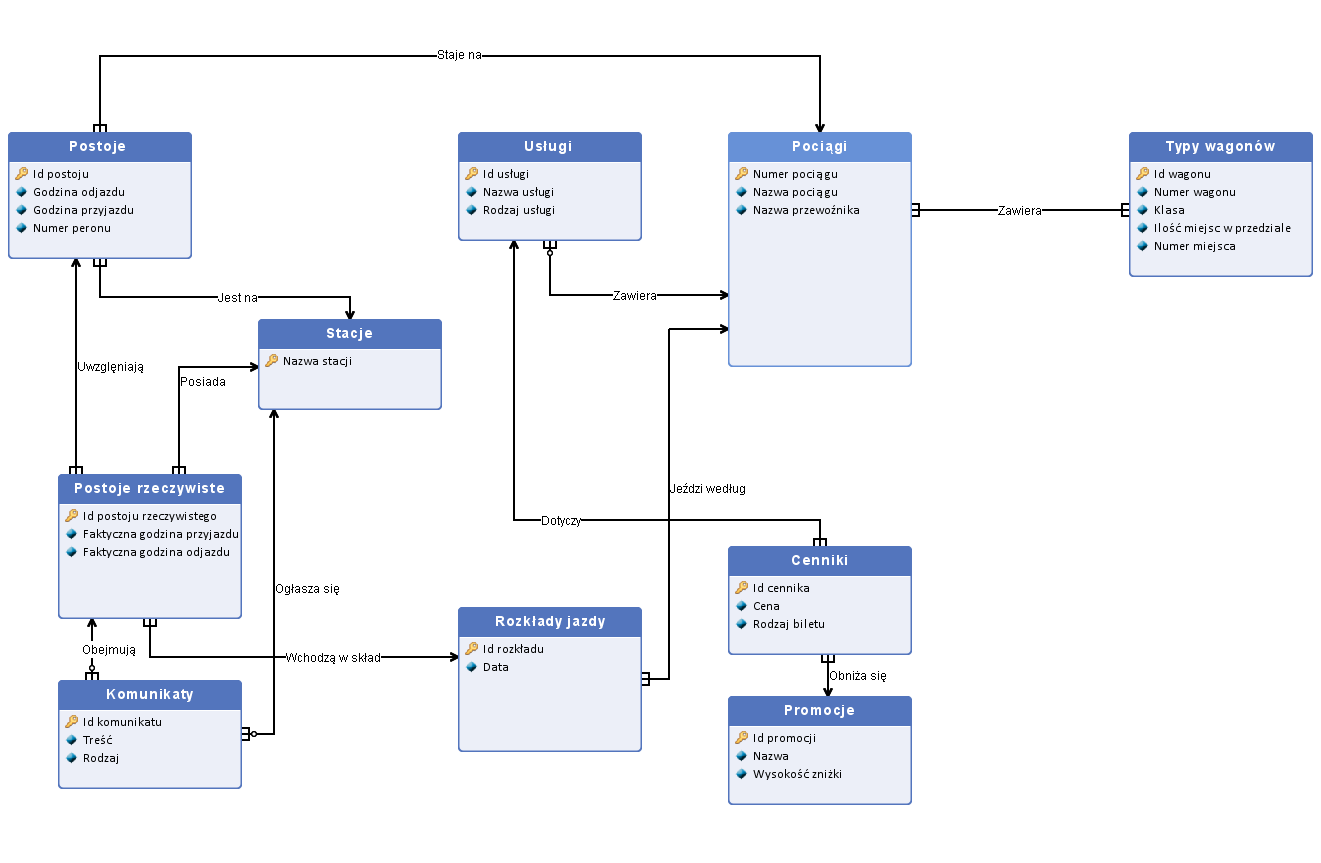 Staje na
Postoje
Id postoju
Godzina odjazdu
Godzina przyjazdu
Numer peronu
Usługi
Id usługi
Nazwa usługi
Rodzaj usługi
Pociągi
Numer pociągu
Nazwa pociągu
Nazwa przewoźnika
Zawiera
Typy wagonów
Id wagonu
Numer wagonu
Klasa
Ilość miejsc w przedziale
Numer miejsca
Jest na
Zawiera
Stacje
Nazwa stacji
Uwzglęniają
Posiada
Postoje rzeczywiste
Id postoju rzeczywistego
Faktyczna godzina przyjazdu
Faktyczna godzina odjazdu
Jeździ według
Dotyczy
Cenniki
Id cennika
Cena
Rodzaj biletu
Ogłasza się
Rozkłady jazdy
Id rozkładu
Data
Obejmują
Wchodzą w skład
Obniża się
Komunikaty
Id komunikatu
Treść
Rodzaj
Promocje
Id promocji
Nazwa
Wysokość zniżki